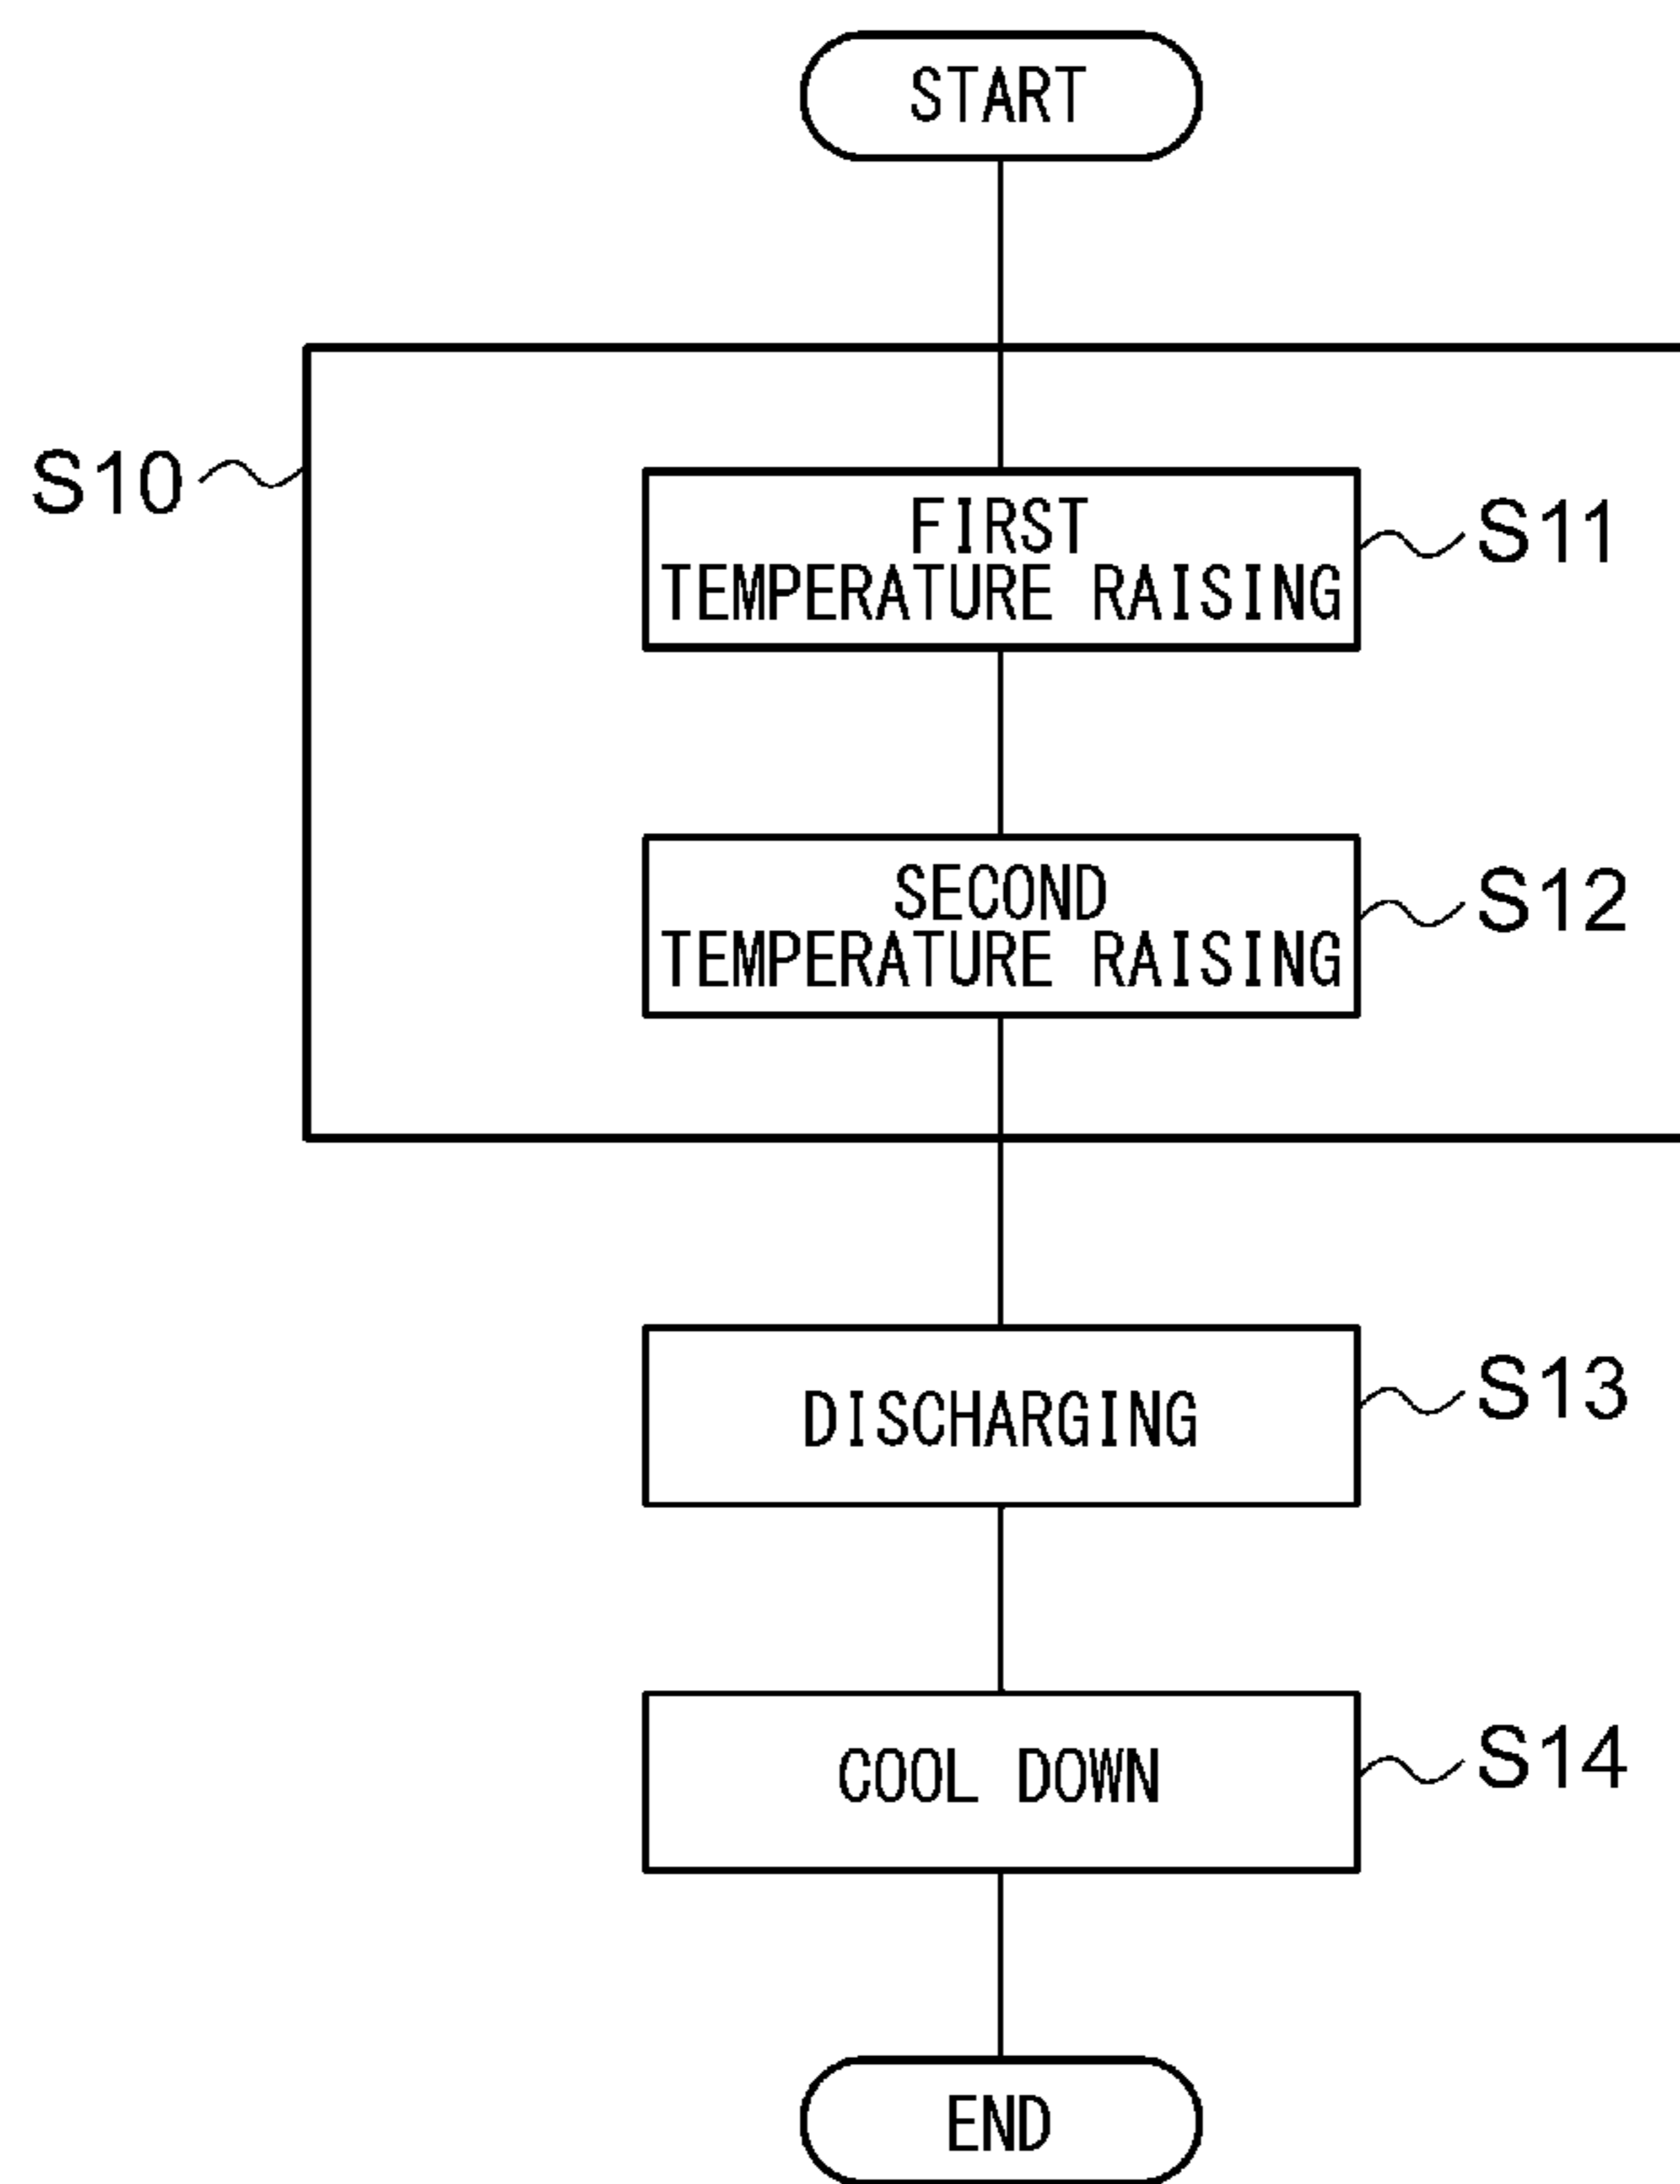 START
S10
FIRST
TEMPERATURE RAISING
S11
SECOND
TEMPERATURE RAISING
S12
DISCHARGING
S13
COOL DOWN
S14
END